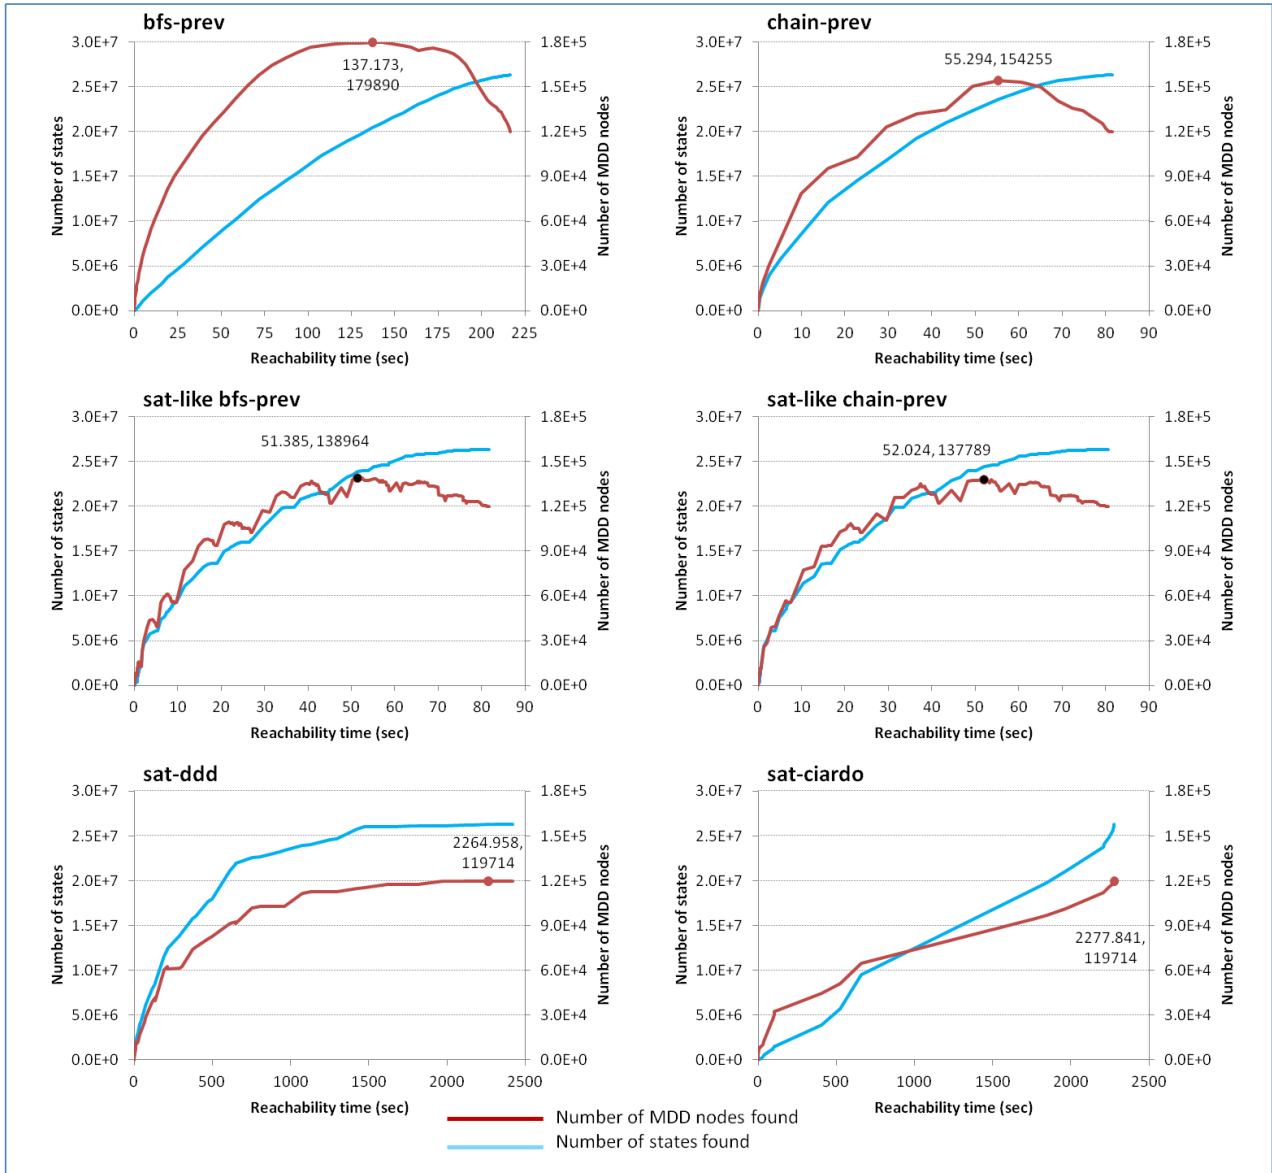 bfs-prev
3.0E+7
2.5E+7
2.0E+7
1.5E+7
1.0E+7
5.0E+6
0.0E+0
Number of states
1.8E+5
1.5E+5
1.2E+5
9.0E+4
6.0E+4
3.0E+4
0.0E+0
Number of MDD nodes
137.173,
179890
0 25 50 75 100 125 150 175 200 225
Reachability time (sec)
chain-prev
3.0E+7
2.5E+7
2.0E+7
1.5E+7
1.0E+7
5.0E+6
0.0E+0
Number of states
1.8E+5
1.5E+5
1.2E+5
9.0E+4
6.0E+4
3.0E+4
0.0E+0
Number of MDD nodes
55.294, 154255
0 10 20 30 40 50 60 70 80 90
Reachability time (sec)
sat-like bfs-prev
3.0E+7
2.5E+7
2.0E+7
1.5E+7
1.0E+7
5.0E+6
0.0E+0
Number of states
1.8E+5
1.5E+5
1.2E+5
9.0E+4
6.0E+4
3.0E+4
0.0E+0
Number of MDD nodes
51.385, 138964
0 10 20 30 40 50 60 70 80 90
Reachability time (sec)
sat-like chain-prev
3.0E+7
2.5E+7
2.0E+7
1.5E+7
1.0E+7
5.0E+6
0.0E+0
Number of states
1.8E+5
1.5E+5
1.2E+5
9.0E+4
6.0E+4
3.0E+4
0.0E+0
Number of MDD nodes
52.024, 137789
0 10 20 30 40 50 60 70 80 90
Reachability time (sec)
sat-ddd
3.0E+7
2.5E+7
2.0E+7
1.5E+7
1.0E+7
5.0E+6
0.0E+0
Number of states
1.8E+5
1.5E+5
1.2E+5
9.0E+4
6.0E+4
3.0E+4
0.0E+0
Number of MDD nodes
2264.958,
119714
0 500 1000 1500 2000 2500
Reachability time (sec)
sat-ciardo
3.0E+7
2.5E+7
2.0E+7
1.5E+7
1.0E+7
5.0E+6
0.0E+0
Number of states
1.8E+5
1.5E+5
1.2E+5
9.0E+4
6.0E+4
3.0E+4
0.0E+0
Number of MDD nodes
2277.841,
119714
0 500 1000 1500 2000 2500
Reachability time (sec)
Number of MDD nodes found
Number of states found